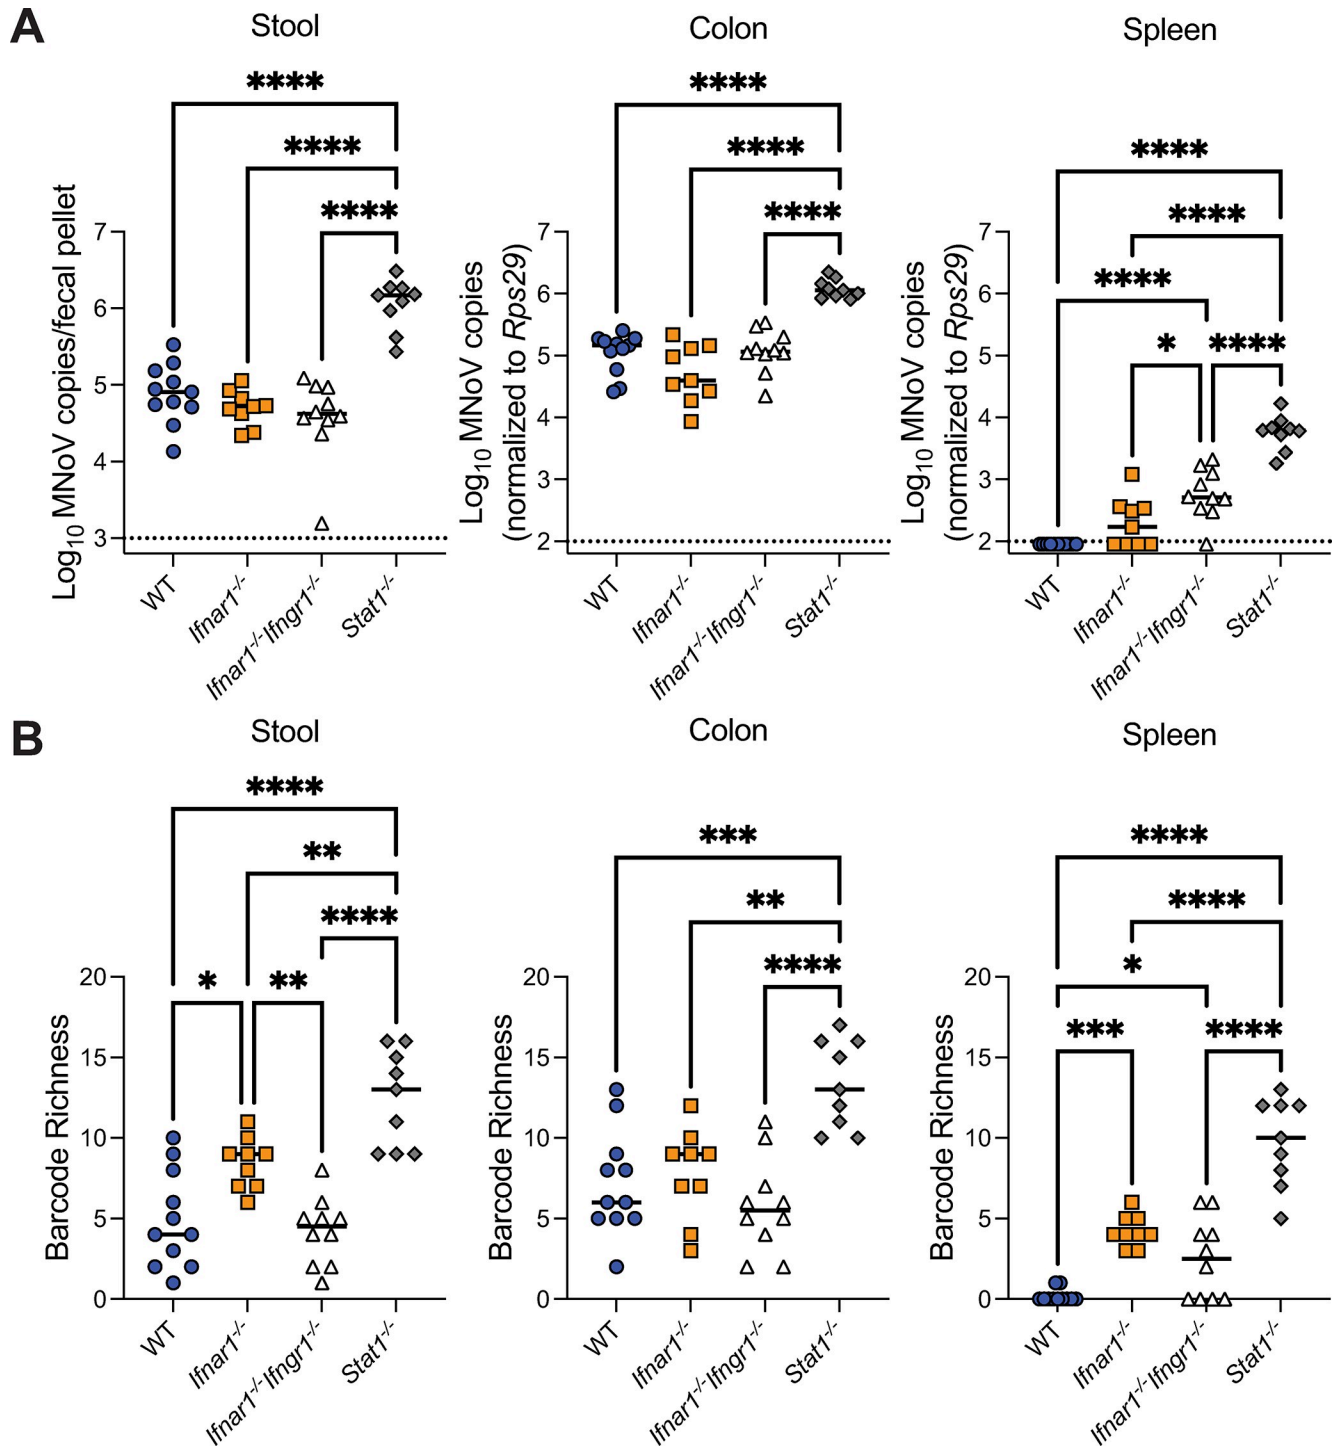 A
Stool
Colon
Spleen
****
****
****
Log10 MNoV copies/fecal pellet
7
6
5
4
3
WT
Ifnar1-/-
Ifnar1-/-Ifngr1-/-
Stat1-/-
****
****
****
Log10 MNoV copies
(normalized to Rps29)
7
6
5
4
3
2
WT
Ifnar1-/-
Ifnar1-/-Ifngr1-/-
Stat1-/-
****
****
****
*
****
Log10 MNoV copies
(normalized to Rps29)
7
6
5
4
3
2
WT
Ifnar1-/-
Ifnar1-/-Ifngr1-/-
Stat1-/-
B
Stool
Colon
Spleen
****
**
****
*
**
Barcode Richness
20
15
10
5
0
WT
Ifnar1-/-
Ifnar1-/-Ifngr1-/-
Stat1-/-
***
**
****
Barcode Richness
20
15
10
5
0
WT
Ifnar1-/-
Ifnar1-/-Ifngr1-/-
Stat1-/-
****
****
*
***
****
Barcode Richness
20
15
10
5
0
WT
Ifnar1-/-
Ifnar1-/-Ifngr1-/-
Stat1-/-